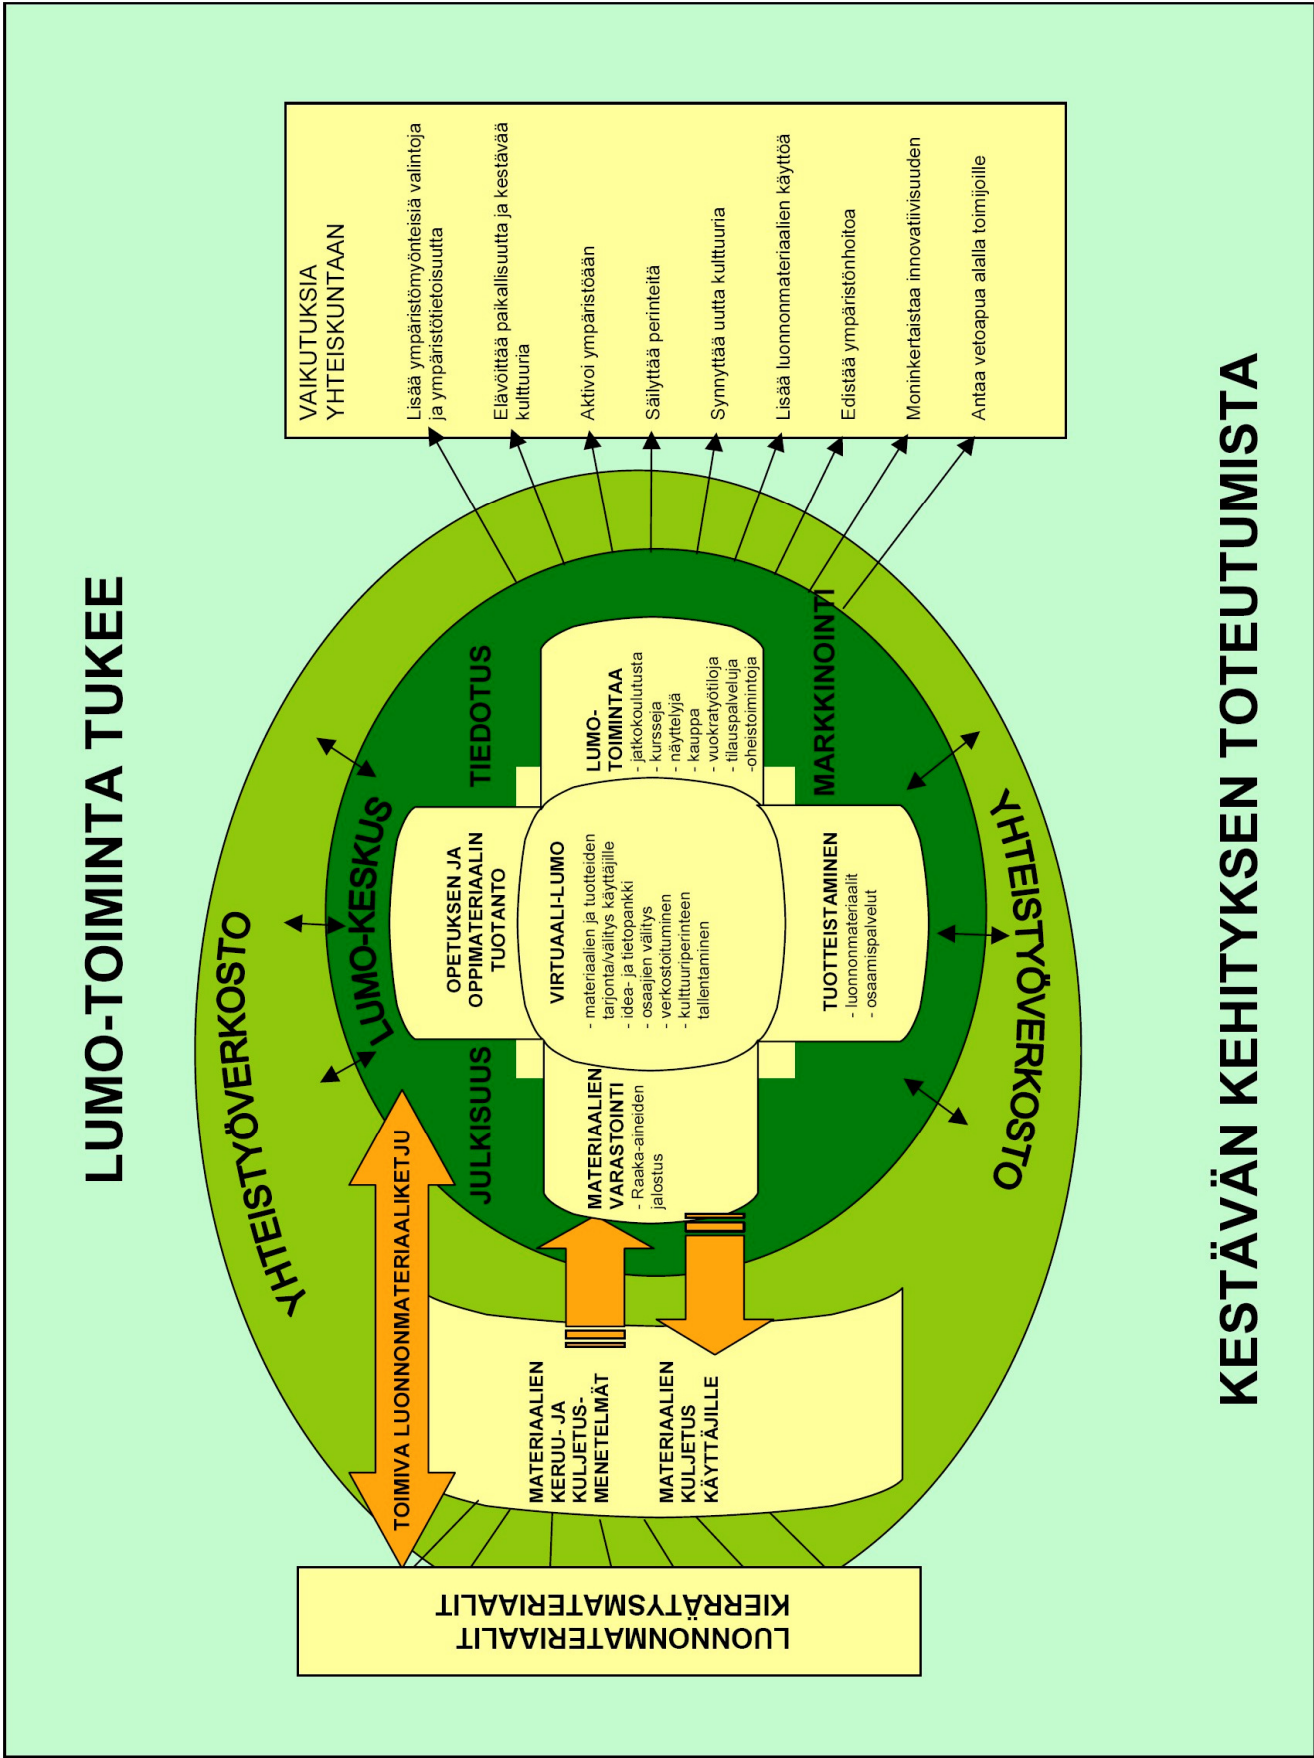 LUMO-TOIMINTA TUKEE
YHTEISTYÖVERKOSTO
LUMO-KESKUS
TOIMIVA LUONNONMATERIAALIKETJU
LUONNONMATERIAALIT
KIERRÄTYSMATERIAALIT
MATERIAALIEN
KERUU- JA
KULJETUS-
MENETELMÄT
MATERIAALIEN
KULJETUS
KÄYTTÄJILLE
JULKISUUS
TIEDOTUS
OPETUKSEN JA
OPPIMATERIAALIN
TUOTANTO
MATERIAALIEN
VARASTOINTI
- Raaka-aineiden
jalostus
VIRTUAALI-LUMO
- materiaalien ja tuotteiden
tarjonta/välitys käyttäjille
- idea- ja tietopankki
- osaajien välitys
- verkostoituminen
- kulttuuriperinteen
tallentaminen
LUMO-
TOIMINTAA
- jatkokoulutusta
- kursseja
- näyttelyjä
- kauppa
- vuokratyötiloja
- tilauspalveluja
-oheistoimintoja
TUOTTEISTAMINEN
- luonnonmateriaalit
- osaamispalvelut
MARKKINOINTI
YHTEISTYÖVERKOSTO
VAIKUTUKSIA
YHTEISKUNTAAN
Lisää ympäristömyönteisiä valintoja
ja ympäristötietoisuutta
Elävöittää paikallisuutta ja kestävää
kulttuuria
Aktivoi ympäristöään
Säilyttää perinteitä
Synnyttää uutta kulttuuria
Lisää luonnonmateriaalien käyttöä
Edistää ympäristönhoitoa
Moninkertaistaa innovatiivisuuden
Antaa vetoapua alalla toimijoille
KESTÄVÄN KEHITYKSEN TOTEUTUMISTA